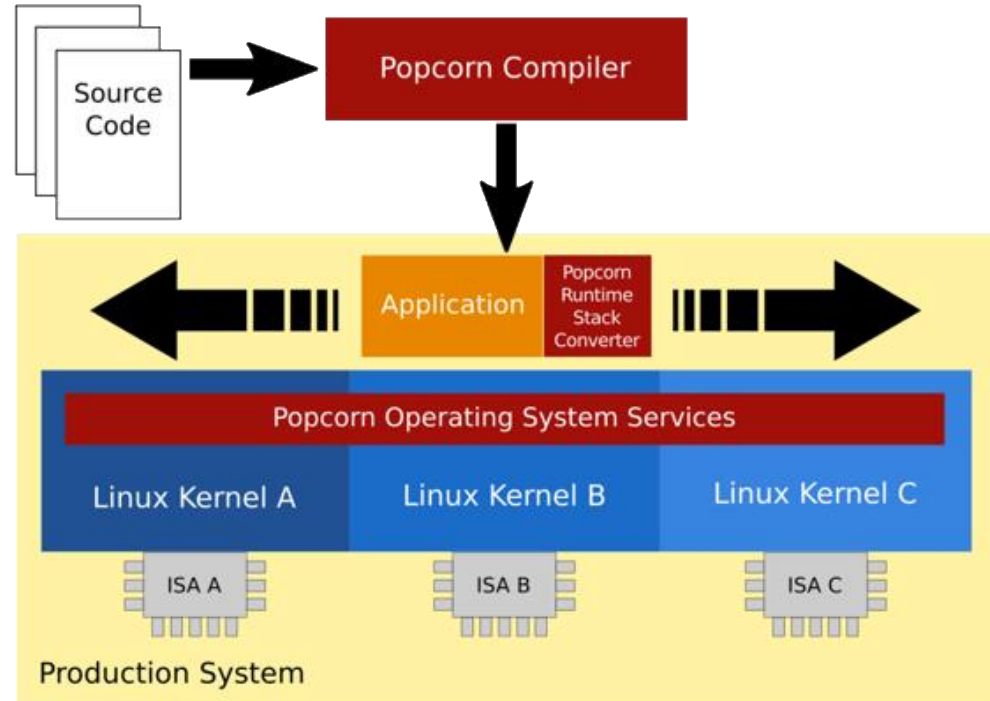 Source
Code
Popcorn Compiler
Application
Popcorn
Runtime
Stack
Converter
Popcorn Operating System Services
Linux Kernel A
Linux Kernel B
Linux Kernel C
ISA A
ISA B
ISA C
Production System